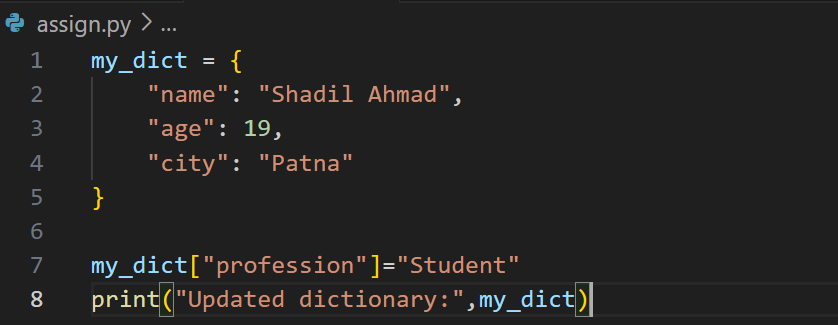 assign.py > ...
1 my_dict = {
2     "name": "Shadil Ahmad",
3     "age": 19,
4     "city": "Patna"
5 }
6
7 my_dict["profession"]="Student"
8 print("Updated dictionary:",my_dict)